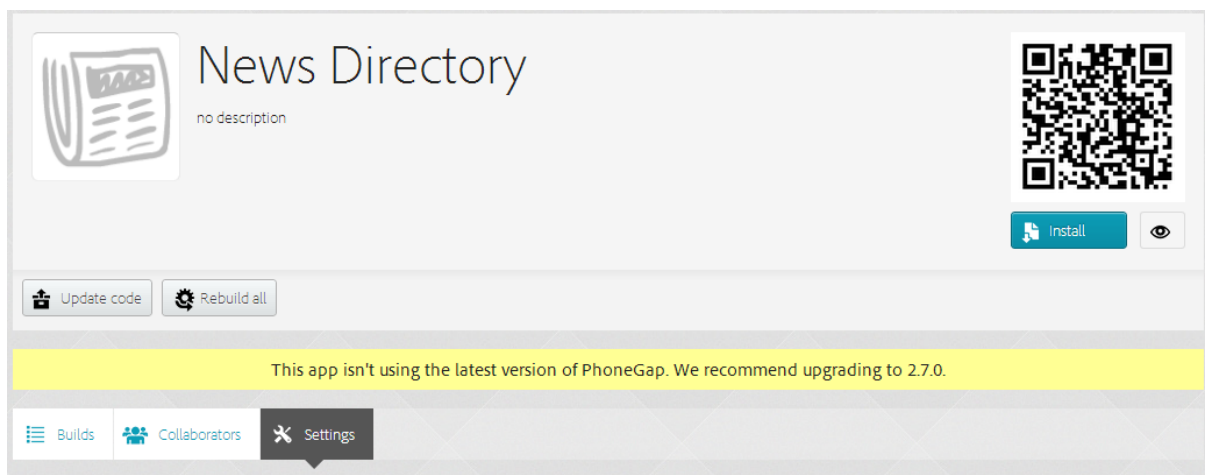 News Directory
no description
Install
Update code
Rebuild all
This app isn't using the latest version of PhoneGap. We recommend upgrading to 2.7.0.
Builds
Collaborators
Settings